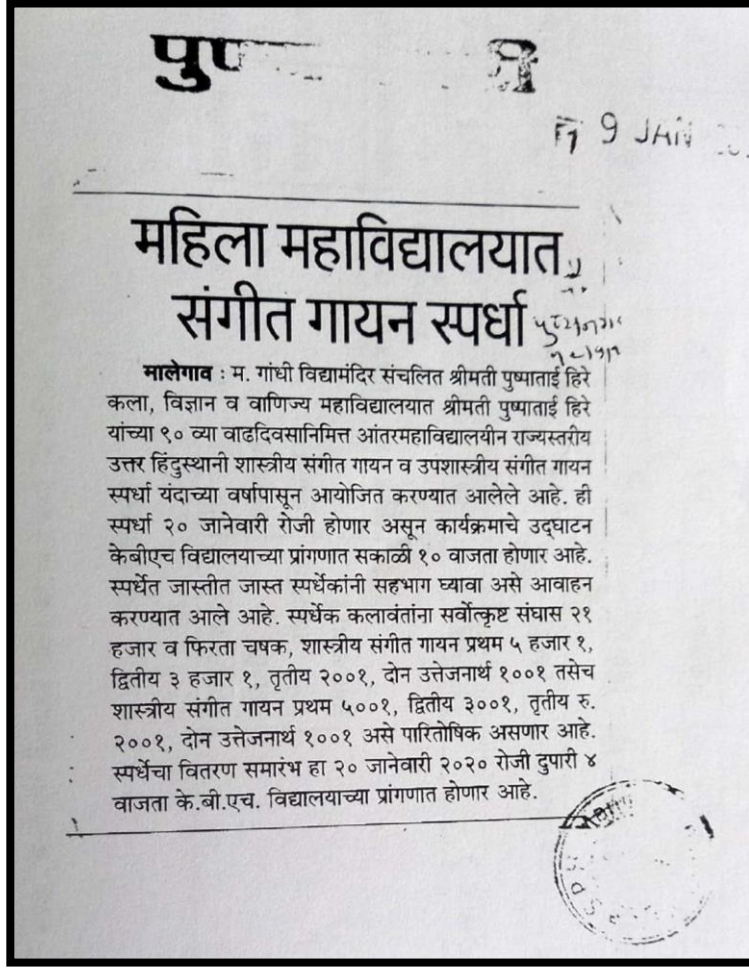 9 JAN
महिला महाविद्यालयात
संगीत गायन स्पर्धा
मालेगाव : म. गांधी विद्यामंदिर संचलित श्रीमती पुष्पाताई हिरे
कला, विज्ञान व वाणिज्य महाविद्यालयात श्रीमती पुष्पाताई हिरे
यांच्या ९० व्या वाढदिवसानिमित्त आंतरमहाविद्यालयीन राज्यस्तरीय
उत्तर हिंदुस्थानी शास्त्रीय संगीत गायन व उपशास्त्रीय संगीत गायन
स्पर्धा यंदाच्या वर्षापासून आयोजित करण्यात आलेले आहे. ही
स्पर्धा २० जानेवारी रोजी होणार असून कार्यक्रमाचे उद्‌घाटन
केबीएच विद्यालयाच्या प्रांगणात सकाळी १० वाजता होणार आहे.
स्पर्धेत जास्तीत जास्त स्पर्धेकांनी सहभाग घ्यावा असे आवाहन
करण्यात आले आहे. स्पर्धेक कलावंतांना सर्वोत्कृष्ट संघास २१
हजार व फिरता चषक, शास्त्रीय संगीत गायन प्रथम ५ हजार १,
द्वितीय ३ हजार १, तृतीय २००१, दोन उत्तेजनार्थ १००१ तसेच
शास्त्रीय संगीत गायन प्रथम ५००१, द्वितीय ३००१, तृतीय रु.
२००१, दोन उत्तेजनार्थ १००१ असे पारितोषिक असणार आहे.
स्पर्धेचा वितरण समारंभ हा २० जानेवारी २०२० रोजी दुपारी ४
वाजता के.बी.एच. विद्यालयाच्या प्रांगणात होणार आहे.